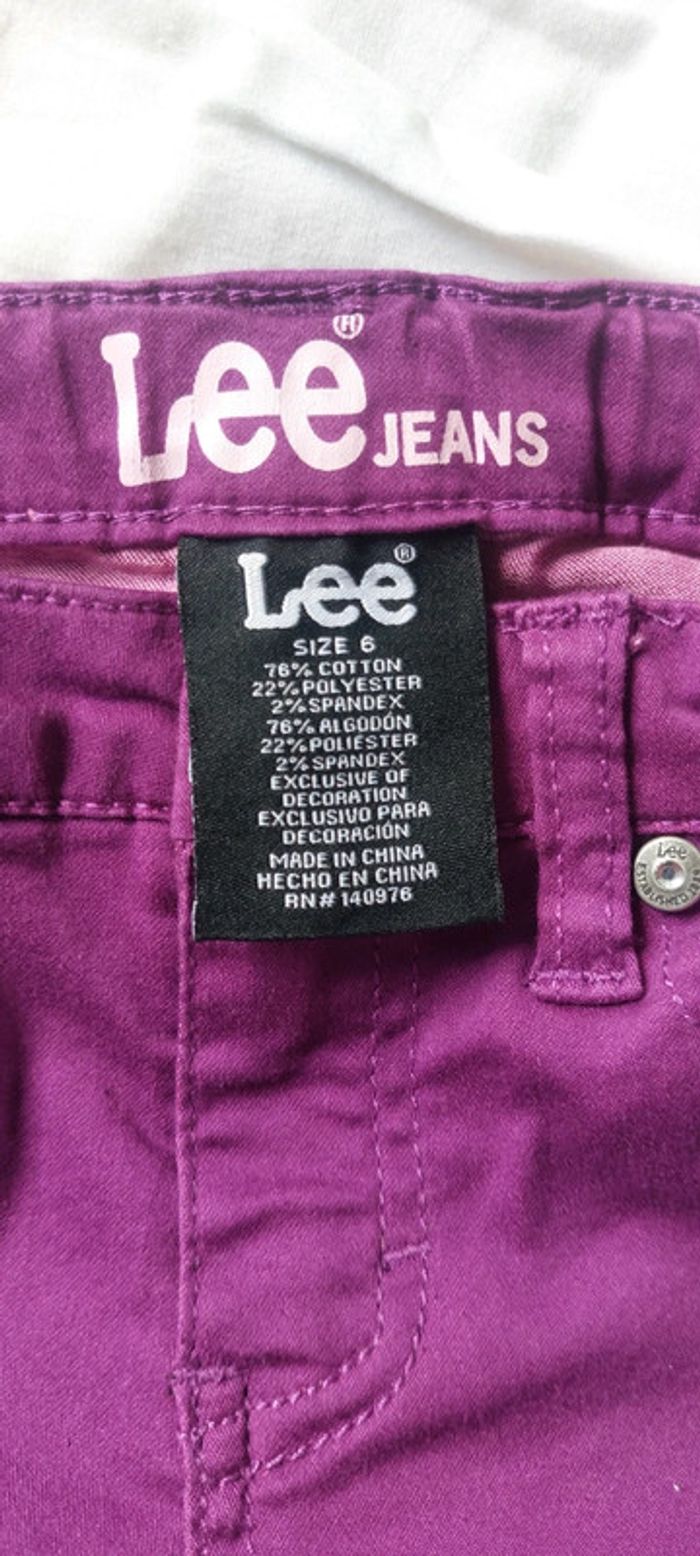 Lee® JEANS
Lee®
SIZE 6
76% COTTON
22% POLYESTER
2% SPANDEX
76% ALGODÓN
22% POLIÉSTER
2% SPANDEX
EXCLUSIVE OF
DECORATION
EXCLUSIVO PARA
DECORACIÓN
MADE IN CHINA
HECHO EN CHINA
RN# 140976
Lee
ESTABLISHED